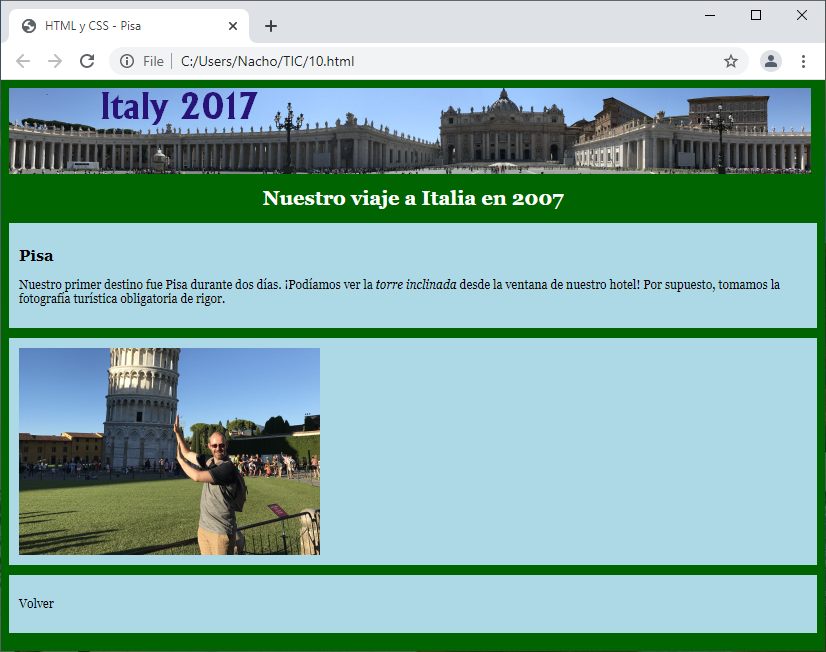 HTML y CSS - Pisa
File
C:/Users/Nacho/TIC/10.html
Italy 2017
Nuestro viaje a Italia en 2007
Pisa
Nuestro primer destino fue Pisa durante dos días. ¡Podíamos ver la torre inclinada desde la ventana de nuestro hotel! Por supuesto, tomamos la
fotografía turística obligatoria de rigor.
Volver